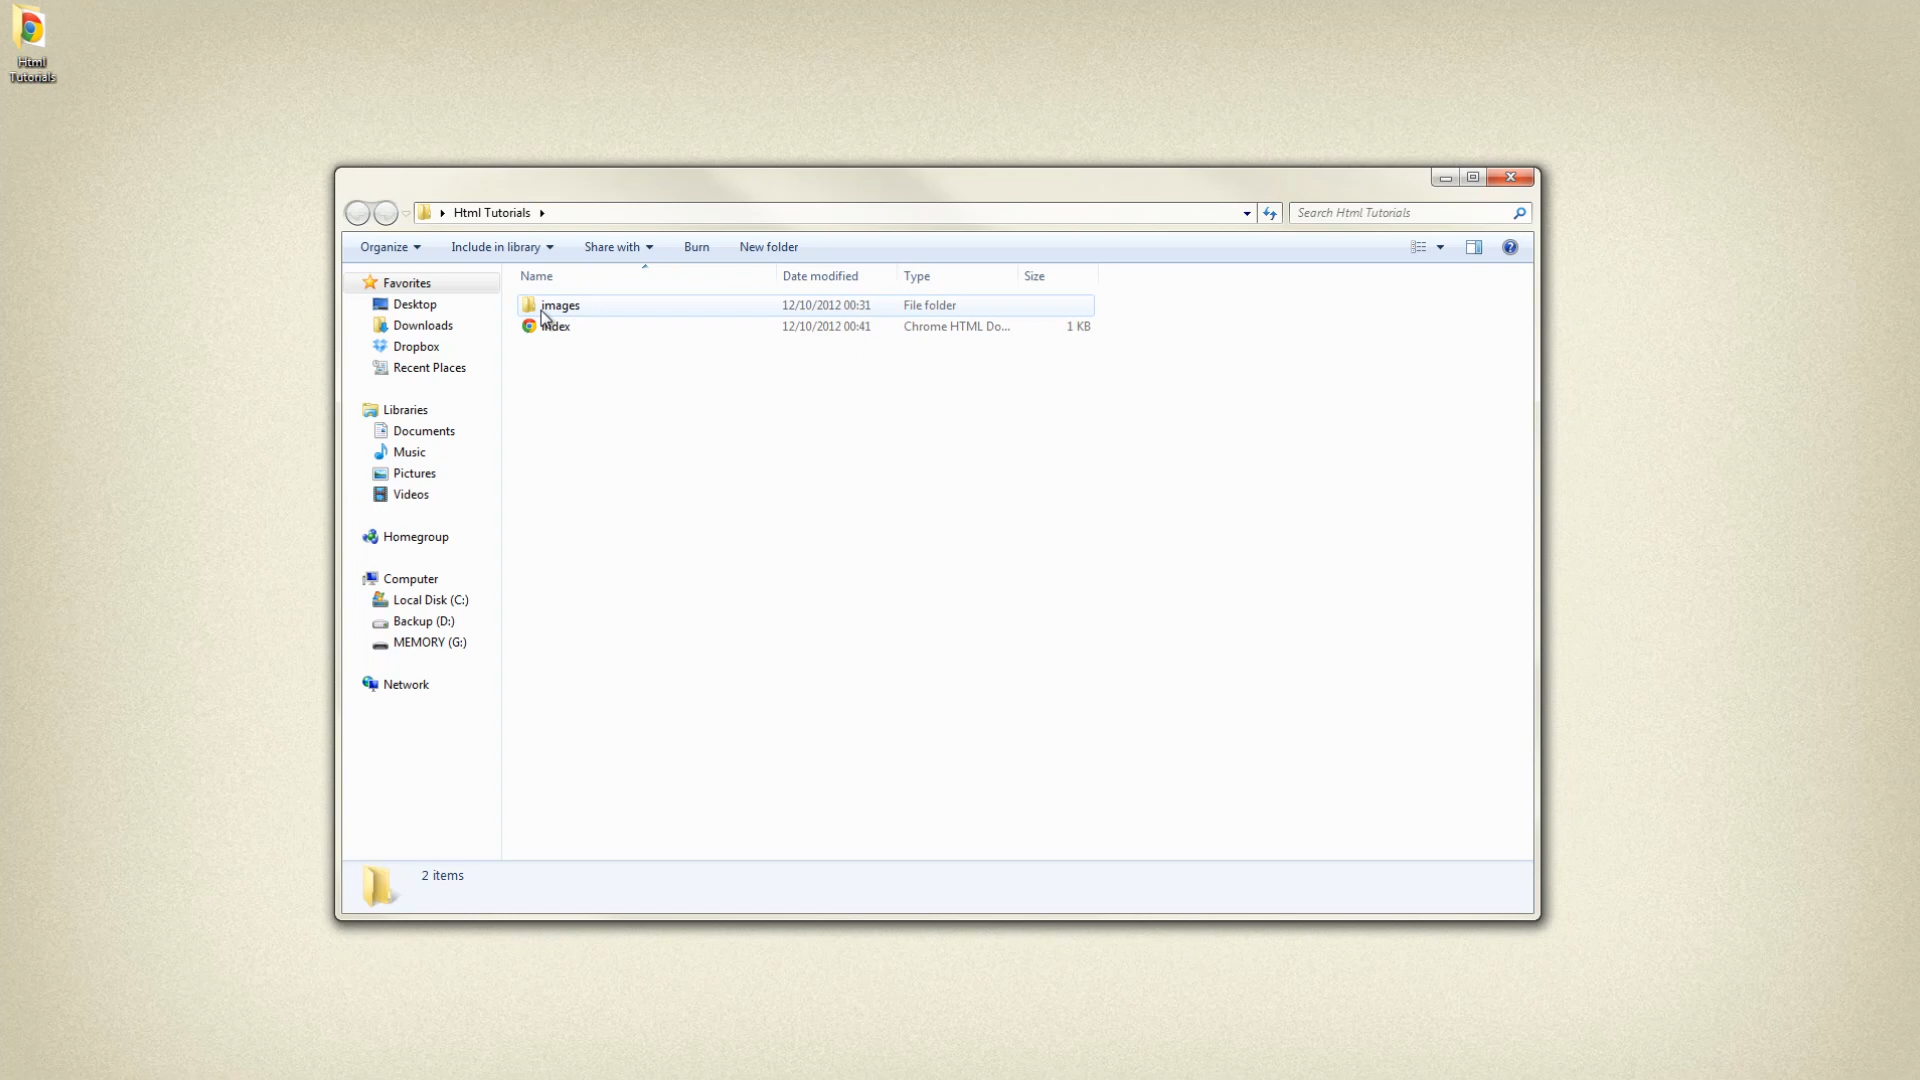 Html
Tutorials
Html Tutorials
Search Html Tutorials
Organize Include in library Share with Burn New folder
Name Date modified Type Size
images 12/10/2012 00:31 File folder
index 12/10/2012 00:41 Chrome HTML Do... 1 KB
Favorites
Desktop
Downloads
Dropbox
Recent Places
Libraries
Documents
Music
Pictures
Videos
Homegroup
Computer
Local Disk (C:)
Backup (D:)
MEMORY (G:)
Network
2 items